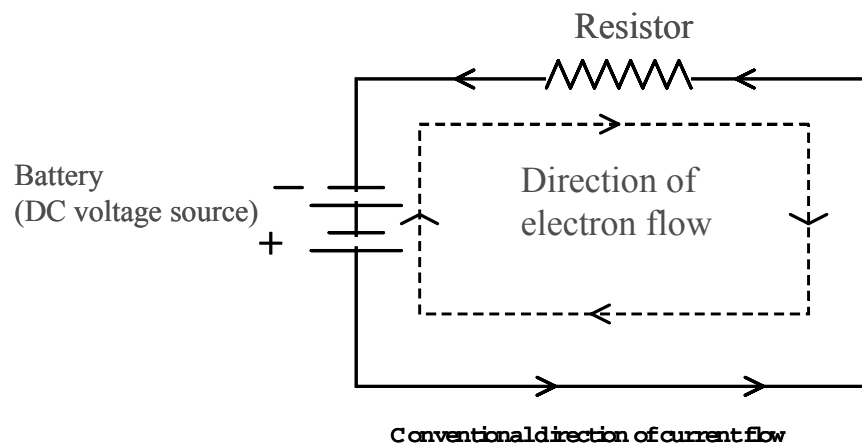 Resistor
Battery
(DC voltage source)
−
+
Direction of
electron flow
Conventional direction of current flow